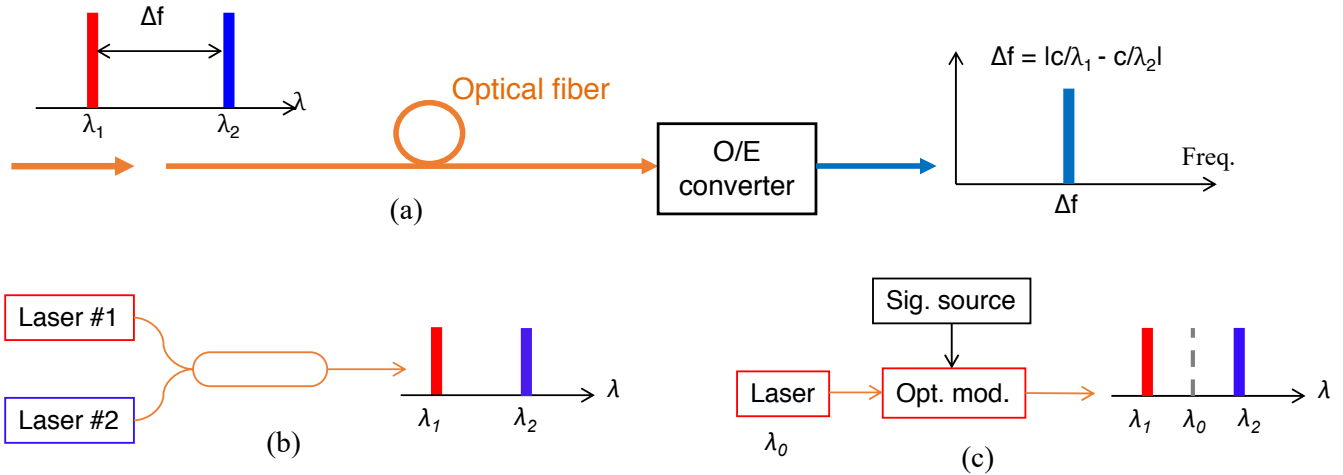 Δf
λ
λ1
λ2
Optical fiber
O/E
converter
Δf = |c/λ1 - c/λ2|
Freq.
Δf
(a)
Laser #1
Laser #2
λ
λ1
λ2
(b)
Sig. source
Laser
Opt. mod.
λ0
λ
λ1
λ0
λ2
(c)